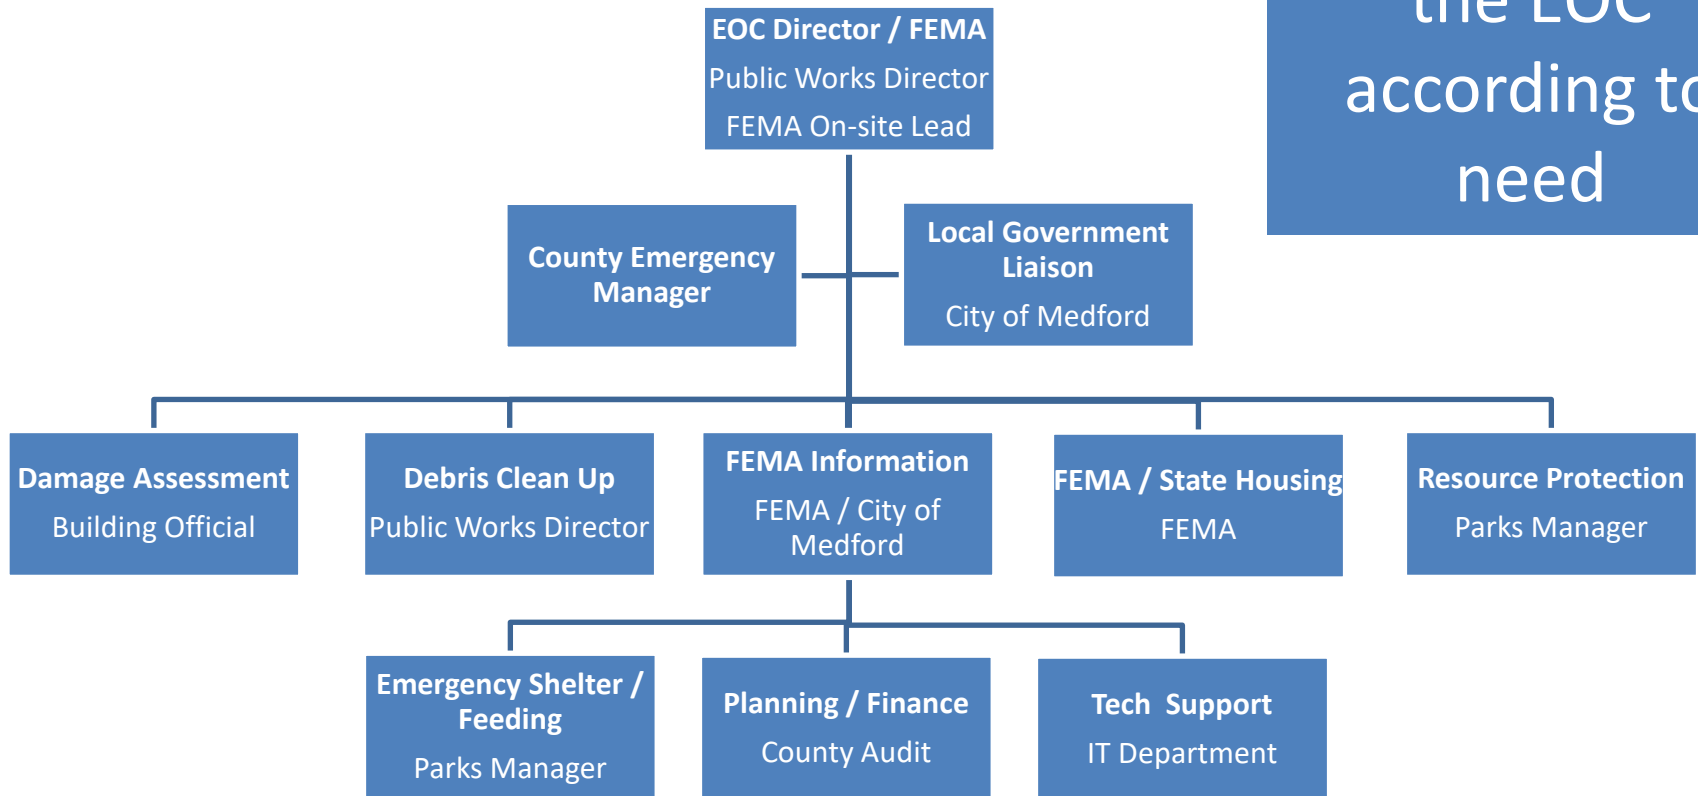 EOC Director / FEMA
Public Works Director
FEMA On-site Lead
the EOC
according to
need
County Emergency
Manager
Local Government
Liaison
City of Medford
Damage Assessment
Building Official
Debris Clean Up
Public Works Director
FEMA Information
FEMA / City of
Medford
FEMA / State Housing
FEMA
Resource Protection
Parks Manager
Emergency Shelter /
Feeding
Parks Manager
Planning / Finance
County Audit
Tech  Support
IT Department